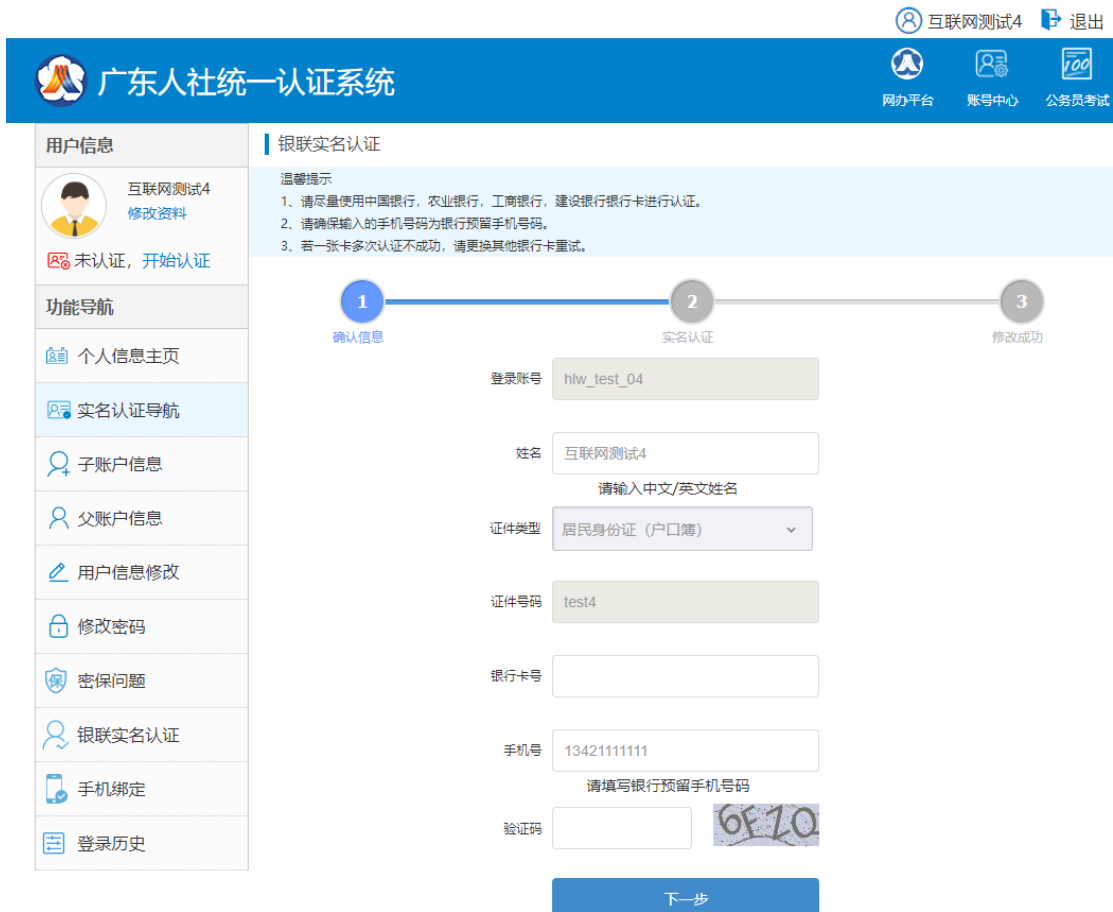 互联网测试4 退出
广东人社统一认证系统
网办平台 账号中心 公务员考试
用户信息
互联网测试4
修改资料
未认证，开始认证
功能导航
个人信息主页
实名认证导航
子账户信息
父账户信息
用户信息修改
修改密码
密保问题
银联实名认证
手机绑定
登录历史
银联实名认证
温馨提示
1、请尽量使用中国银行，农业银行，工商银行，建设银行银行卡进行认证。
2、请确保输入的手机号码为银行预留手机号码。
3、若一张卡多次认证不成功，请更换其他银行卡重试。
1 2 3
确认信息 实名认证 修改成功
登录账号 hlw_test_04
姓名 互联网测试4
请输入中文/英文姓名
证件类型 居民身份证（户口簿）
证件号码 test4
银行卡号
手机号 13421111111
请填写银行预留手机号码
验证码 6EZO
下一步